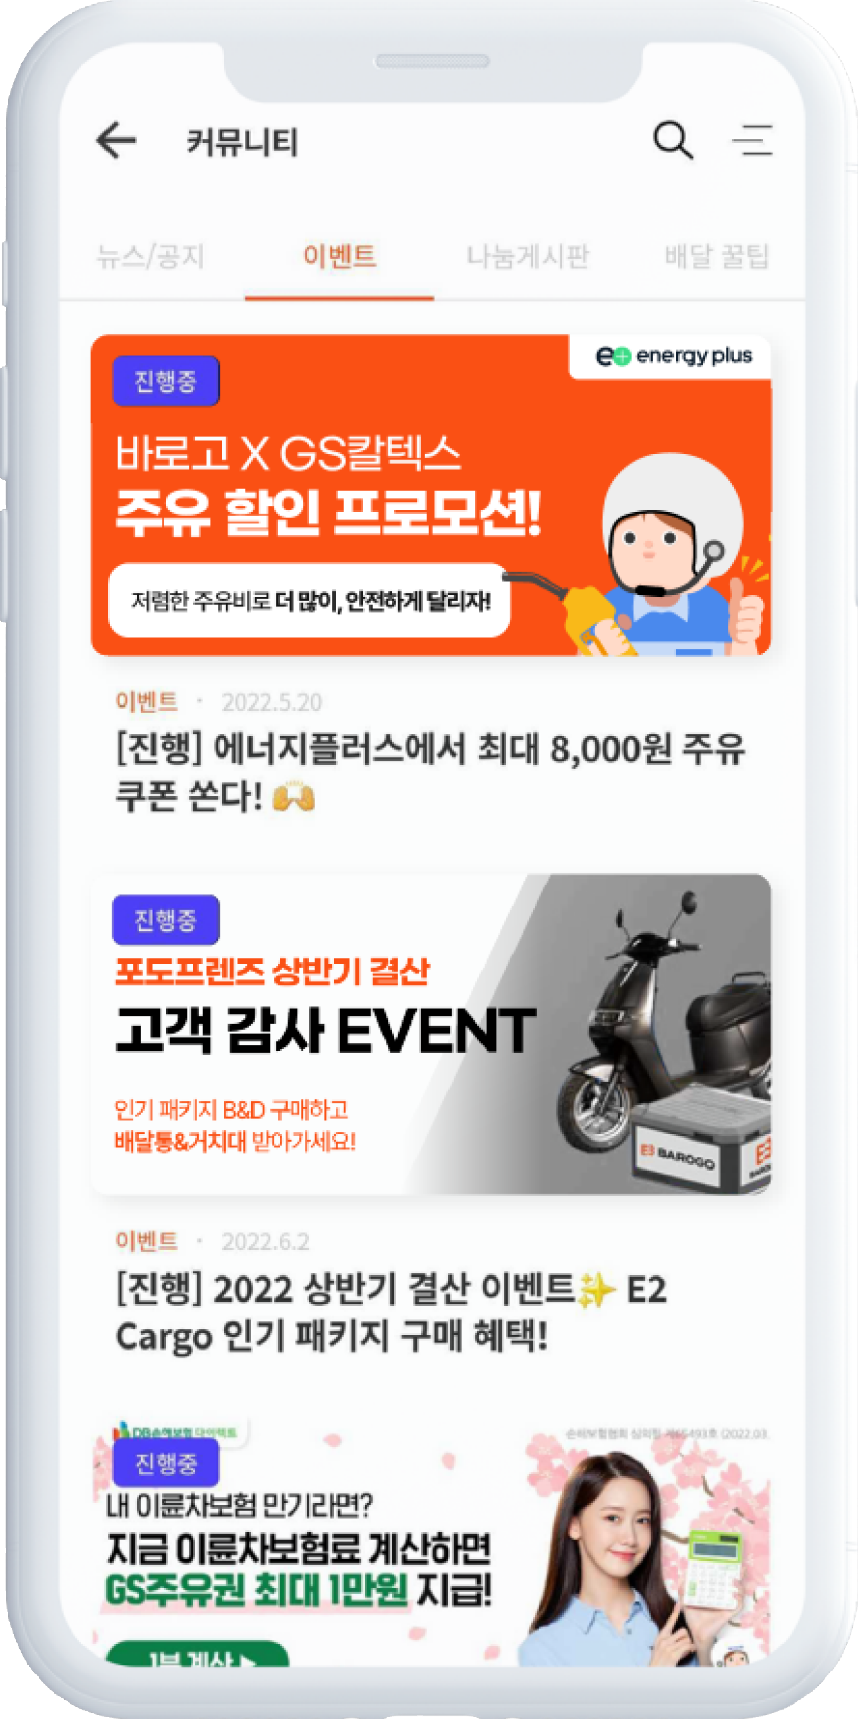 커뮤니티
뉴스/공지 이벤트 나눔게시판 배달 꿀팁
진행중
e+ energy plus
바로고 X GS칼텍스
주유 할인 프로모션!
저렴한 주유비로 더 많이, 안전하게 달리자!
이벤트 · 2022.5.20
[진행] 에너지플러스에서 최대 8,000원 주유
쿠폰 쏜다! 🙌
진행중
포도프렌즈 상반기 결산
고객 감사 EVENT
인기 패키지 B&D 구매하고
배달통&거치대 받아가세요!
BAROGO
BAROGO
이벤트 · 2022.6.2
[진행] 2022 상반기 결산 이벤트✨ E2
Cargo 인기 패키지 구매 혜택!
DB손해보험 다이렉트
손해보험협회 심의필 (2022.03.
진행중
내 이륜차보험 만기라면?
지금 이륜차보험료 계산하면
GS주유권 최대 1만원 지급!
1분 계산 ▶